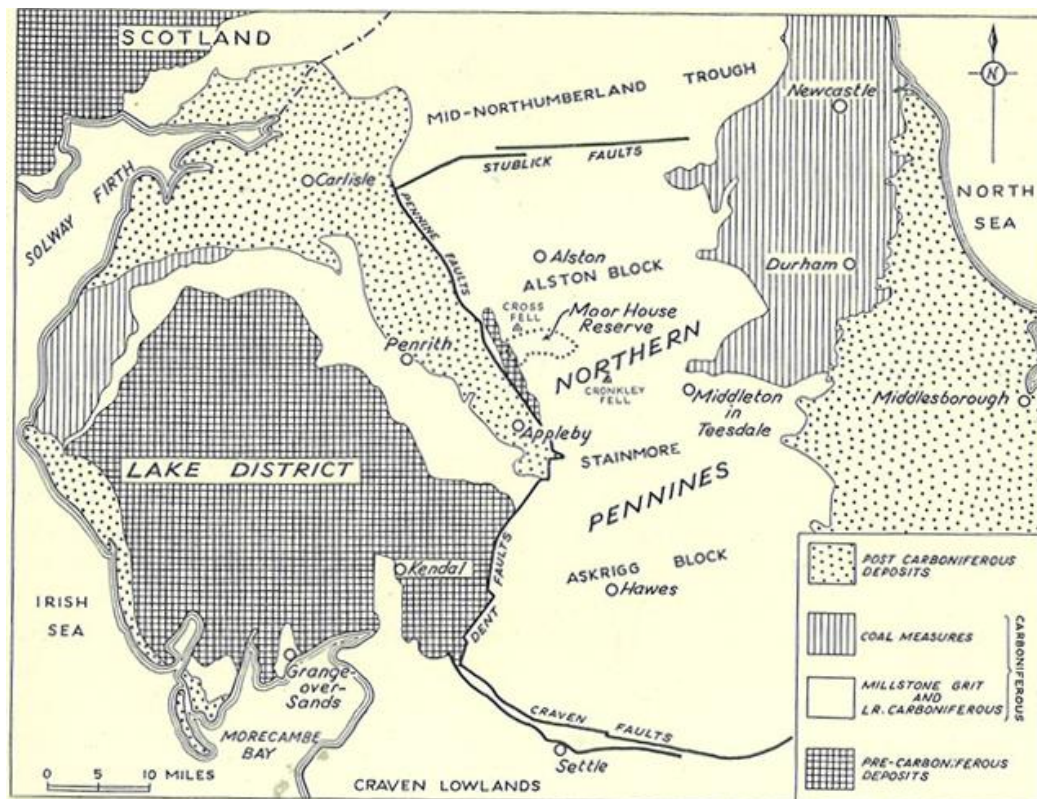 SCOTLAND
MID-NORTHUMBERLAND TROUGH
Newcastle
N
STUBLICK FAULTS
SOLWAY FIRTH
Carlisle
NORTH
SEA
PENNINE FAULTS
Alston
ALSTON BLOCK
Durham
CROSS
FELL
Moor House
Reserve
Penrith
NORTHERN
CRONKLEY
FELL
Middleton
in
Teesdale
Middlesborough
Appleby
STAINMORE
LAKE DISTRICT
PENNINES
Kendal
DENT FAULTS
ASKRIGG BLOCK
Hawes
IRISH
SEA
Grange-
over-
Sands
MORECAMBE
BAY
CRAVEN FAULTS
Settle
0 5 10 MILES
CRAVEN LOWLANDS
POST CARBONIFEROUS
DEPOSITS
COAL MEASURES
MILLSTONE GRIT
AND
LR. CARBONIFEROUS
CARBONIFEROUS
PRE-CARBONIFEROUS
DEPOSITS